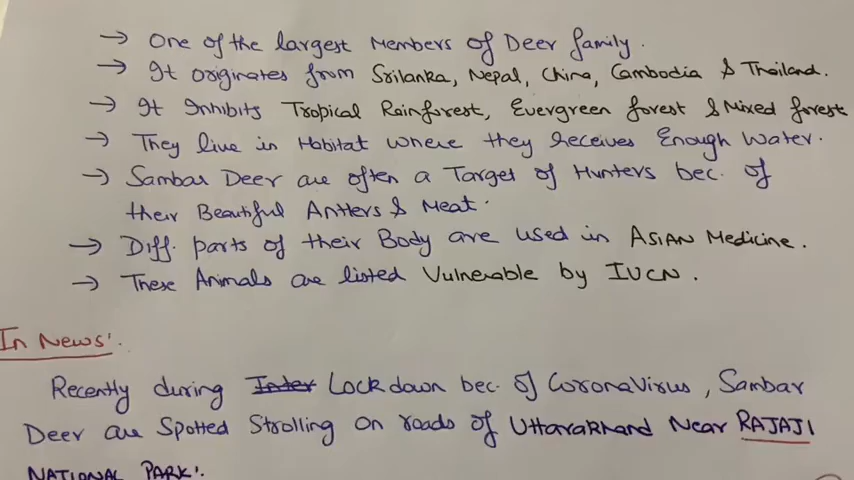 → One of the largest Members of Deer family.
→ It originates from Srilanka, Nepal, China, Cambodia & Thailand.
→ It Inhibits Tropical Rainforest, Evergreen forest & Mixed forest
→ They live in Habitat where they receives Enough Water.
→ Sambar Deer are often a Target of Hunters bec. of
their Beautiful Antlers & Meat.
→ Diff. parts of their Body are used in ASIAN Medicine.
→ These Animals are listed Vulnerable by IUCN.
In News:
Recently during Inter Lockdown bec. of CoronaVirus, Sambar
Deer are Spotted Strolling on roads of Uttarakhand Near RAJAJI
NATIONAL PARK.